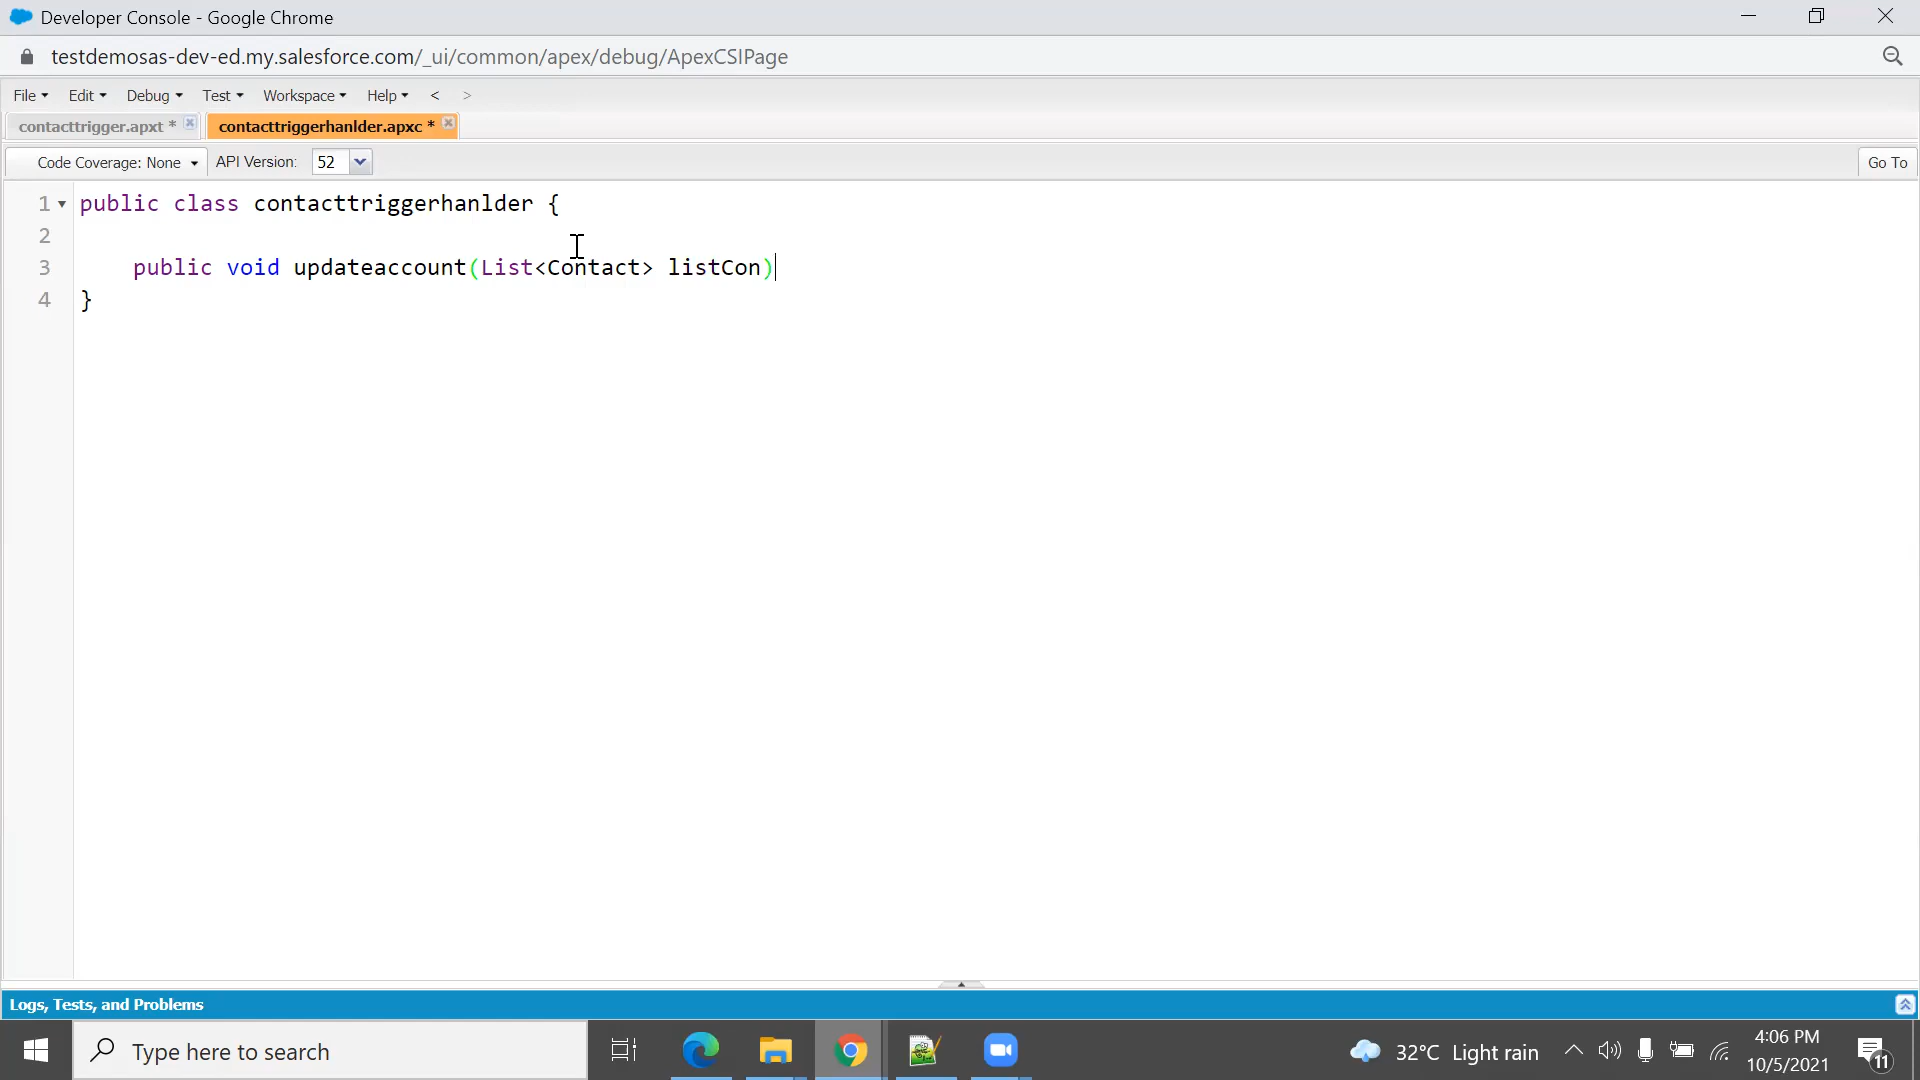 Developer Console - Google Chrome
testdemosas-dev-ed.my.salesforce.com/_ui/common/apex/debug/ApexCSIPage
File Edit Debug Test Workspace Help < >
contacttrigger.apxt * contacttriggerhanlder.apxc *
Code Coverage: None API Version: 52 Go To
1 public class contacttriggerhanlder {
2
3 public void updateaccount(List<Contact> listCon)
4 }
Logs, Tests, and Problems
Type here to search
32°C Light rain
4:06 PM
10/5/2021
11